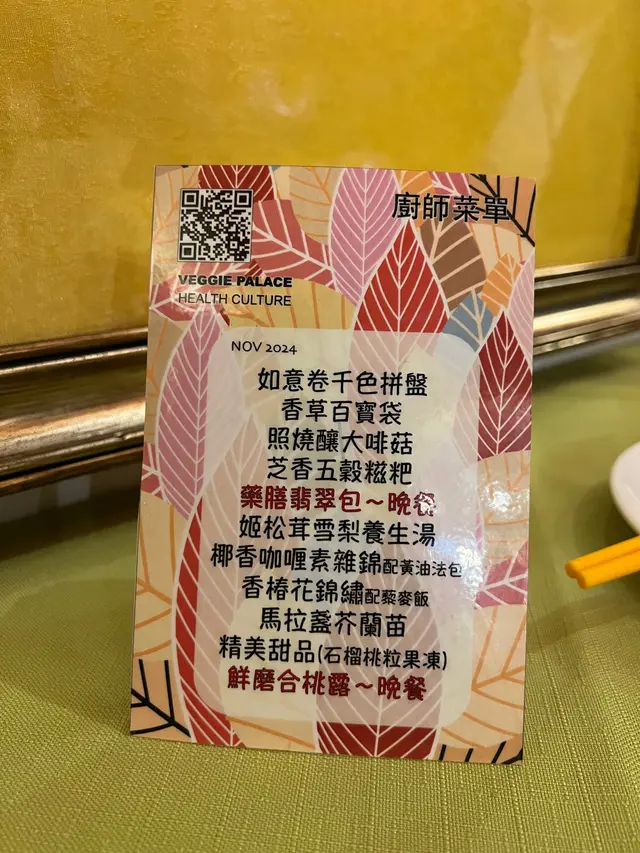 廚師菜單
VEGGIE PALACE
HEALTH CULTURE
NOV 2024
如意卷千色拼盤
香草百寶袋
照燒釀大啡菇
芝香五穀糍粑
藥膳翡翠包～晚餐
姬松茸雪梨養生湯
椰香咖喱素雜錦配黃油法包
香椿花錦繡配藜麥飯
馬拉盞芥蘭苗
精美甜品(石榴桃粒果凍)
鮮磨合桃露～晚餐